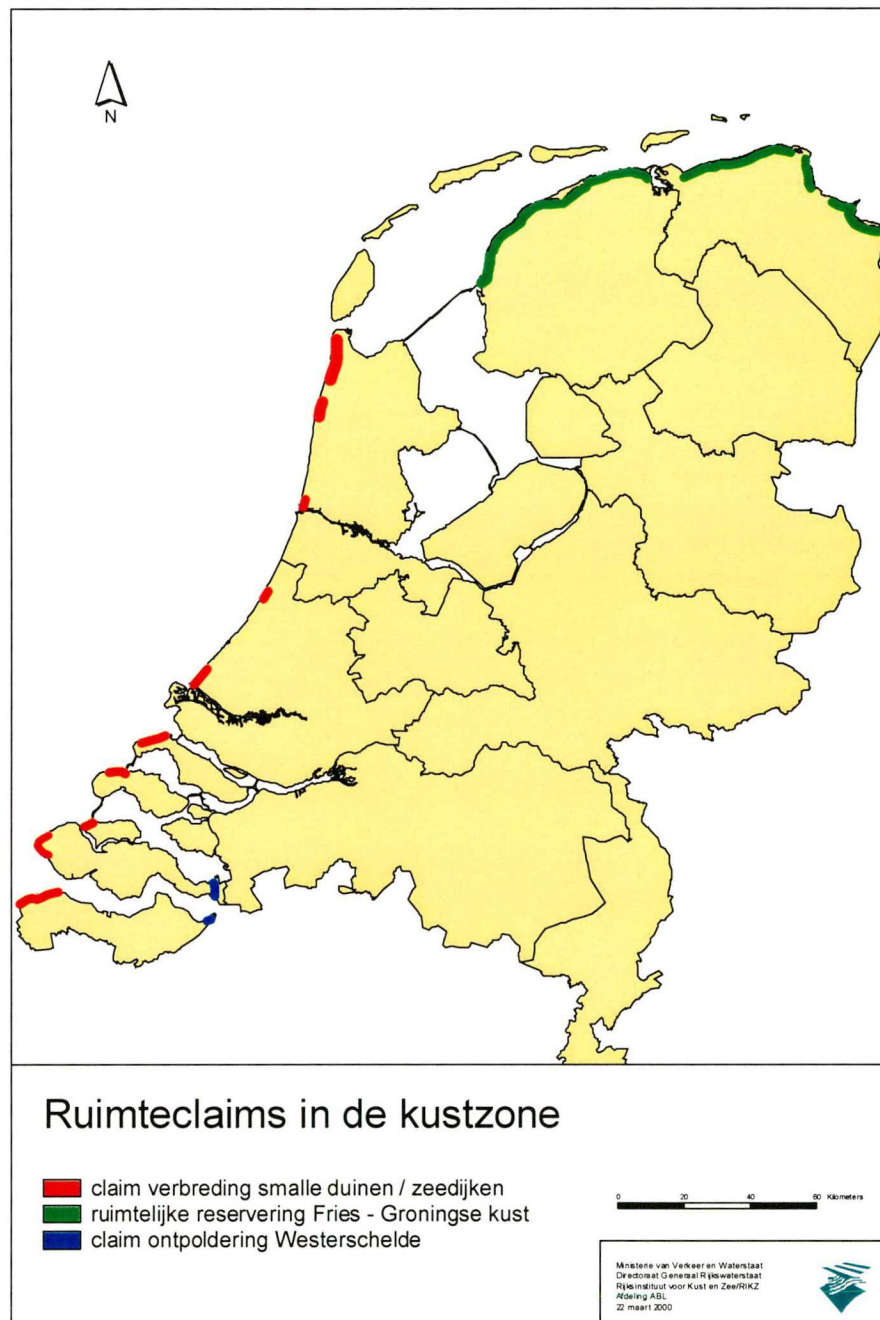 N
Ruimteclaims in de kustzone
claim verbreding smalle duinen / zeedijken
ruimtelijke reservering Fries - Groningse kust
claim ontpoldering Westerschelde
0 20 40 60 Kilometers
Ministerie van Verkeer en Waterstaat
Directoraat Generaal Rijkswaterstaat
Rijksinstituut voor Kust en Zee/RIKZ
Afdeling ABL
22 maart 2000